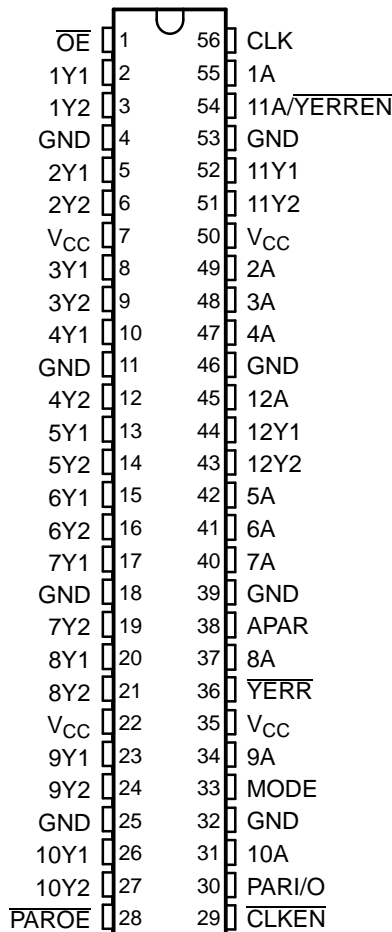 O̅E̅ 1 56 CLK
1Y1 2 55 1A
1Y2 3 54 11A/Y̅E̅R̅R̅E̅N̅
GND 4 53 GND
2Y1 5 52 11Y1
2Y2 6 51 11Y2
VCC 7 50 VCC
3Y1 8 49 2A
3Y2 9 48 3A
4Y1 10 47 4A
GND 11 46 GND
4Y2 12 45 12A
5Y1 13 44 12Y1
5Y2 14 43 12Y2
6Y1 15 42 5A
6Y2 16 41 6A
7Y1 17 40 7A
GND 18 39 GND
7Y2 19 38 APAR
8Y1 20 37 8A
8Y2 21 36 Y̅E̅R̅R̅
VCC 22 35 VCC
9Y1 23 34 9A
9Y2 24 33 MODE
GND 25 32 GND
10Y1 26 31 10A
10Y2 27 30 PARI/O
P̅A̅R̅O̅E̅ 28 29 C̅L̅K̅E̅N̅